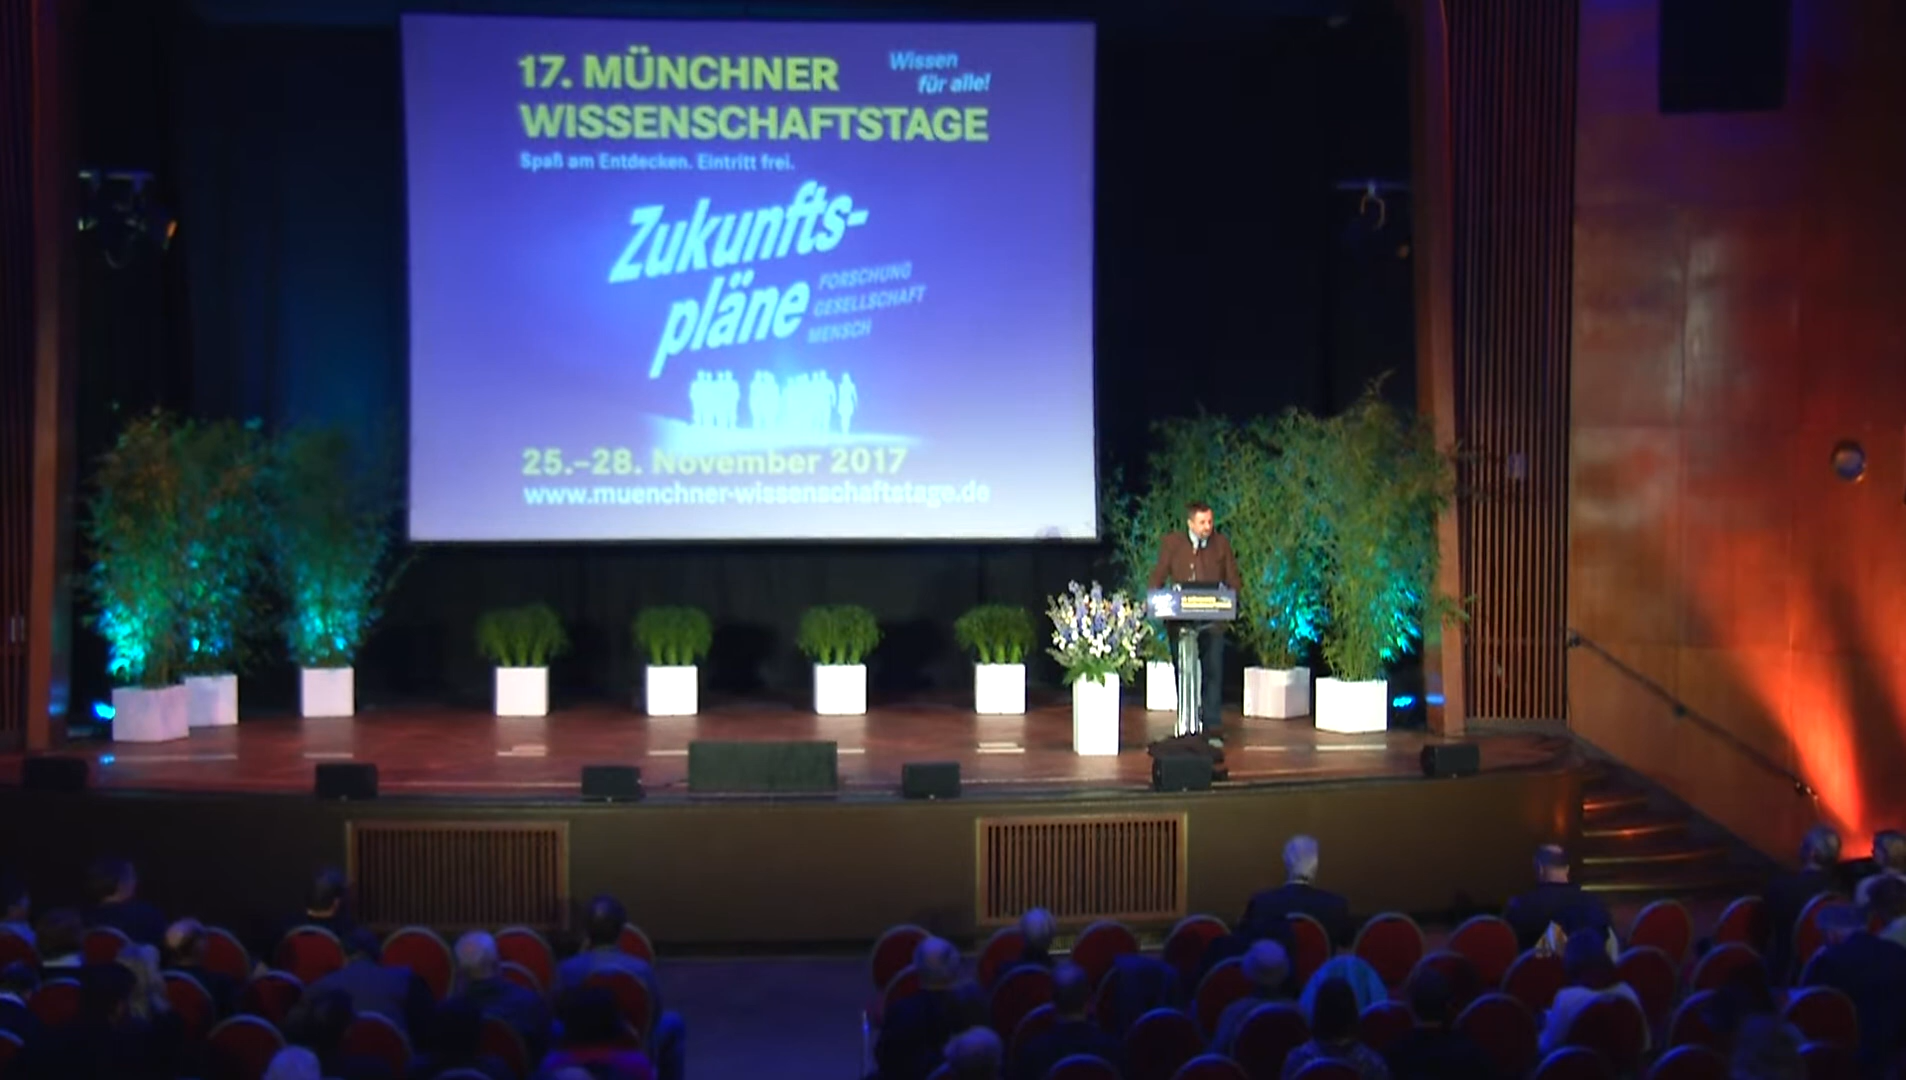 17. MÜNCHNER
WISSENSCHAFTSTAGE
Wissen
für alle!
Spaß am Entdecken. Eintritt frei.
Zukunfts-
pläne
FORSCHUNG
GESELLSCHAFT
MENSCH
25.–28. November 2017
www.muenchner-wissenschaftstage.de